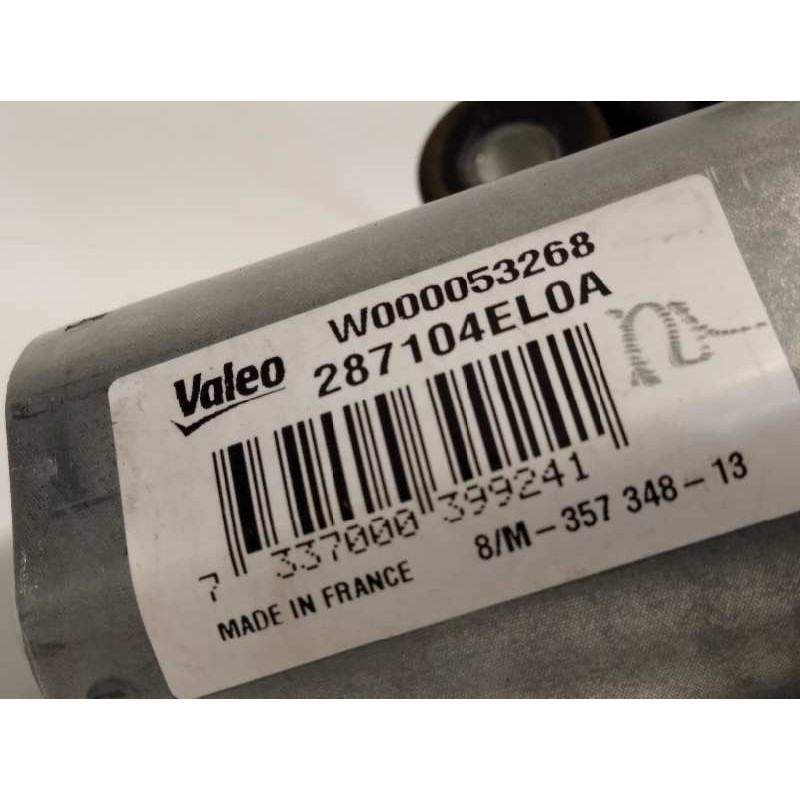 W000053268
Valeo 287104EL0A
7 337000 399241
MADE IN FRANCE 8/M-357 348-13